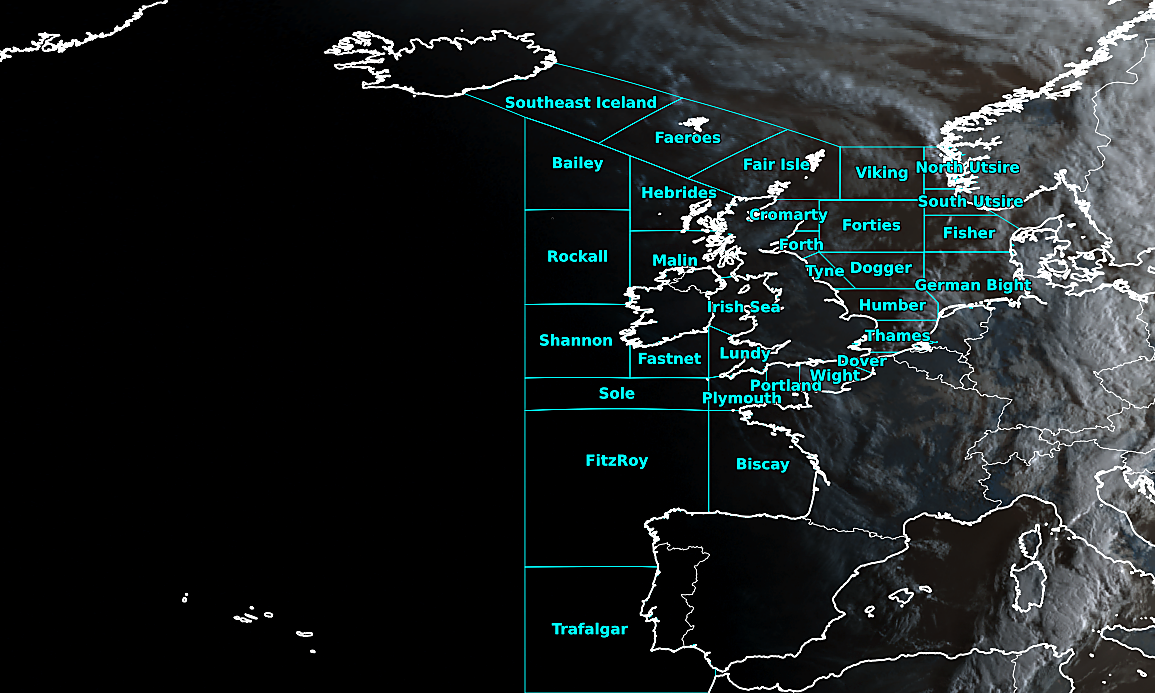 Southeast Iceland
Faeroes
Bailey
Fair Isle
North Utsire
Viking
Hebrides
South Utsire
Cromarty
Forties
Fisher
Forth
Rockall
Malin
Tyne
Dogger
German Bight
Irish Sea
Humber
Shannon
Thames
Fastnet
Lundy
Dover
Wight
Portland
Sole
Plymouth
FitzRoy
Biscay
Trafalgar